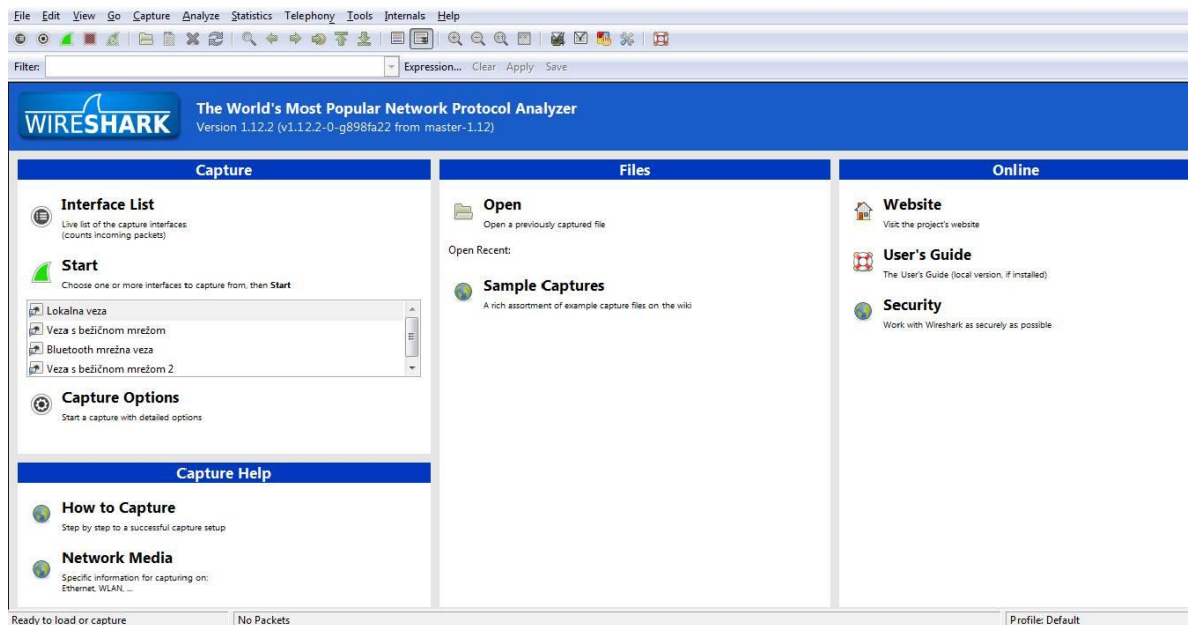 File Edit View Go Capture Analyze Statistics Telephony Tools Internals Help
Filter: Expression... Clear Apply Save
WIRESHARK
The World's Most Popular Network Protocol Analyzer
Version 1.12.2 (v1.12.2-0-g898fa22 from master-1.12)
Capture
Interface List
Live list of the capture interfaces
(counts incoming packets)
Start
Choose one or more interfaces to capture from, then Start
Lokalna veza
Veza s bežičnom mrežom
Bluetooth mrežna veza
Veza s bežičnom mrežom 2
Capture Options
Start a capture with detailed options
Capture Help
How to Capture
Step by step to a successful capture setup
Network Media
Specific information for capturing on:
Ethernet, WLAN, ...
Files
Open
Open a previously captured file
Open Recent:
Sample Captures
A rich assortment of example capture files on the wiki
Online
Website
Visit the project's website
User's Guide
The User's Guide (local version, if installed)
Security
Work with Wireshark as securely as possible
Ready to load or capture
No Packets
Profile: Default